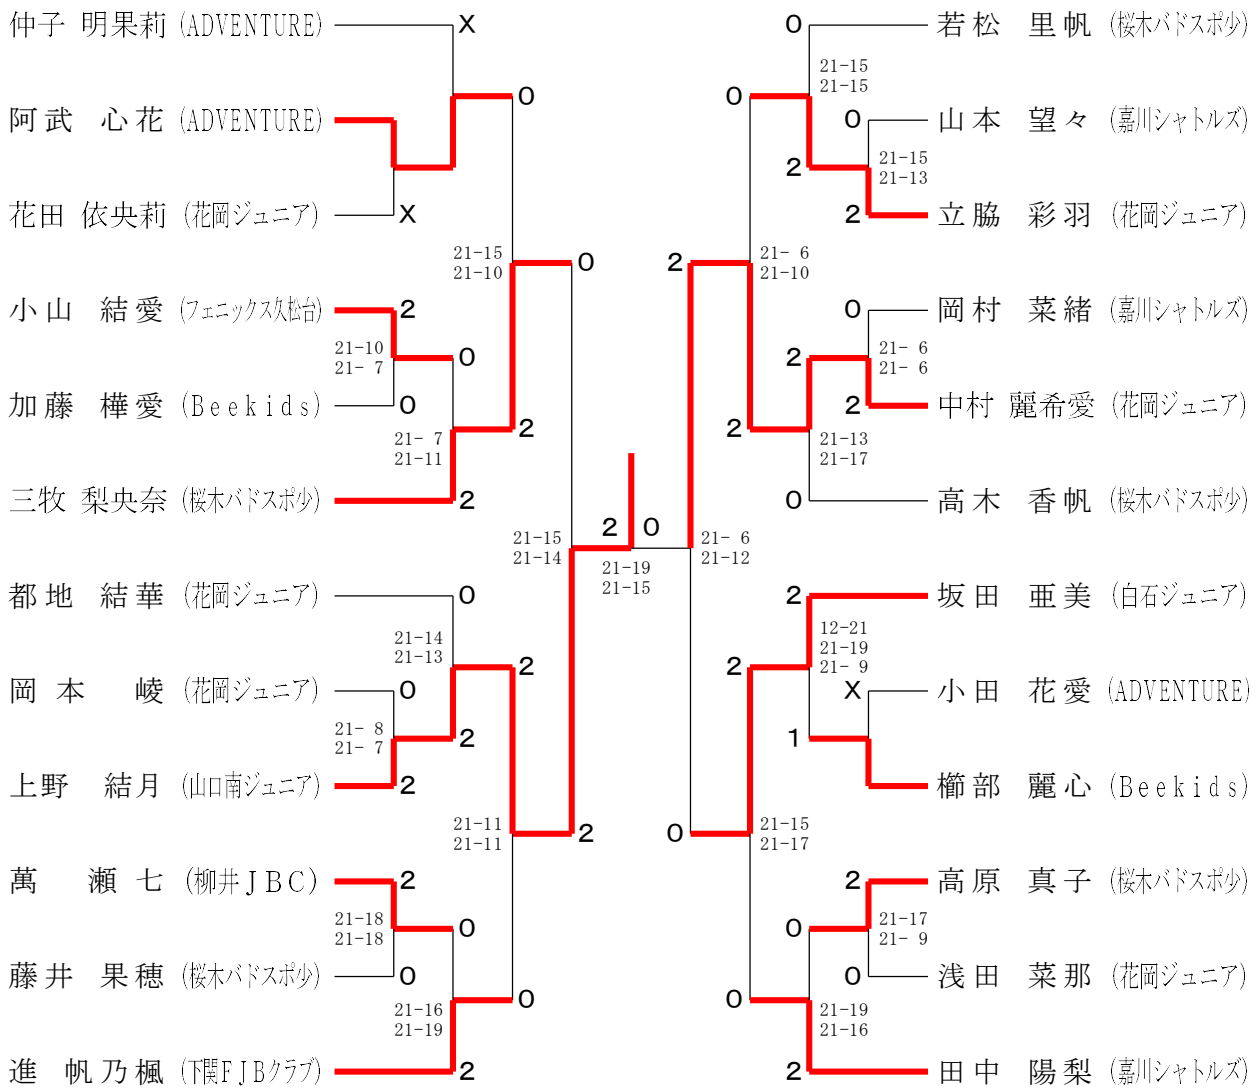 仲子 明果莉 (ADVENTURE)
X
0
阿武 心花 (ADVENTURE)
花田 依央莉 (花岡ジュニア)
X
21-15
21-10
0
小山 結愛 (フェニックス久松台)
2
21-10
21- 7
0
加藤 樺愛 (Beekids)
0
21- 7
21-11
2
三牧 梨央奈 (桜木バドスポ少)
2
21-15
21-14
都地 結華 (花岡ジュニア)
0
21-14
21-13
2
岡本 崚 (花岡ジュニア)
0
21- 8
21- 7
2
上野 結月 (山口南ジュニア)
2
21-11
21-11
2
萬 瀬七 (柳井JBC)
2
21-18
21-18
0
藤井 果穂 (桜木バドスポ少)
0
21-16
21-19
0
進 帆乃楓 (下関FJBクラブ)
2
2 0
21-19
21-15
0
若松 里帆 (桜木バドスポ少)
21-15
21-15
0
0
山本 望々 (嘉川シャトルズ)
2
21-15
21-13
2
立脇 彩羽 (花岡ジュニア)
2
21- 6
21-10
0
岡村 菜緒 (嘉川シャトルズ)
2
21- 6
21- 6
2
中村 麗希愛 (花岡ジュニア)
2
21-13
21-17
0
高木 香帆 (桜木バドスポ少)
21- 6
21-12
2
坂田 亜美 (白石ジュニア)
12-21
21-19
21- 9
2
X
小田 花愛 (ADVENTURE)
1
櫛部 麗心 (Beekids)
0
21-15
21-17
2
高原 真子 (桜木バドスポ少)
0
21-17
21- 9
0
浅田 菜那 (花岡ジュニア)
0
21-19
21-16
2
田中 陽梨 (嘉川シャトルズ)